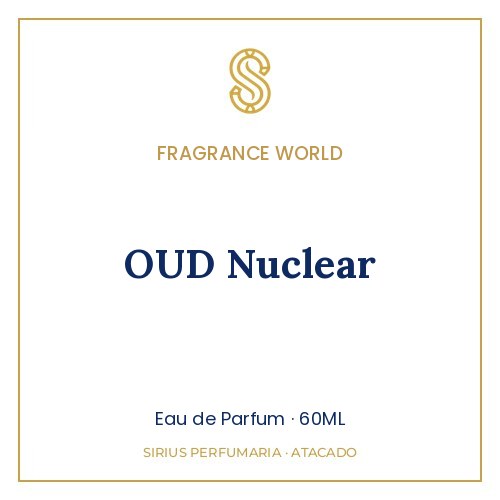 FRAGRANCE WORLD
OUD Nuclear
Eau de Parfum · 60ML
SIRIUS PERFUMARIA · ATACADO